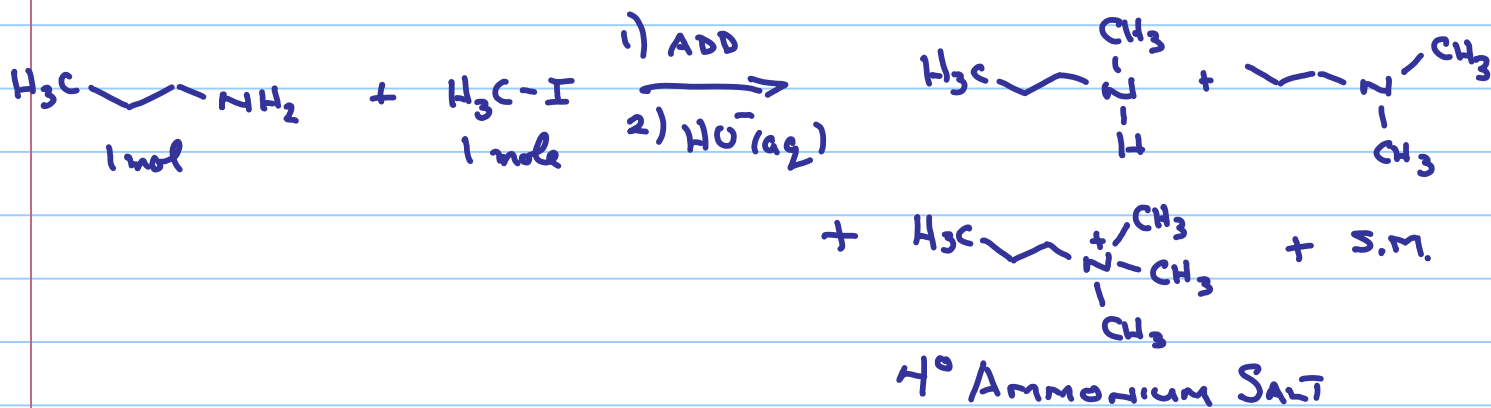 1) ADD
H₃C NH₂ + H₃C-I 2) HO⁻(aq) H₃C N CH₃ H + N CH₃ CH₃
1 mol 1 mole
+ H₃C N⁺ CH₃ CH₃ CH₃ + S.M.
4° AMMONIUM SALT